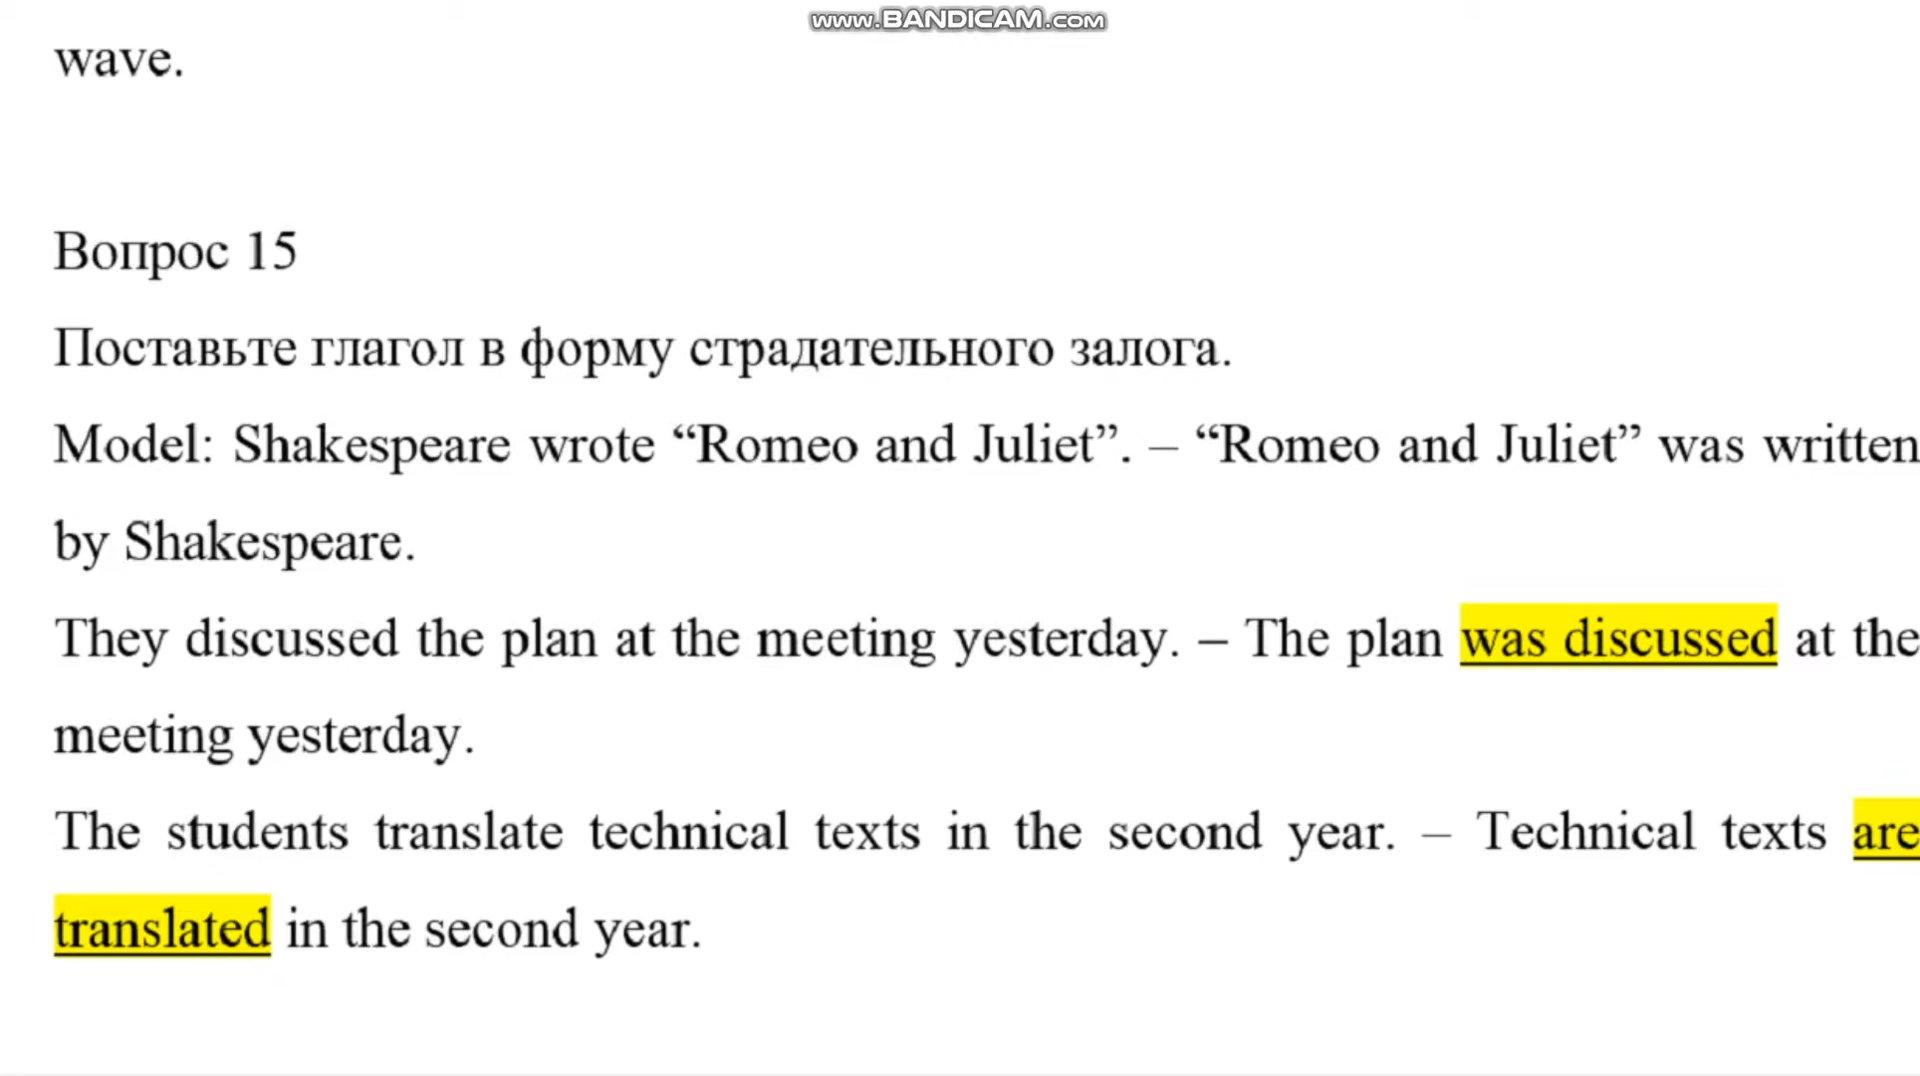 www.BANDICAM.com
wave.
Вопрос 15
Поставьте глагол в форму страдательного залога.
Model: Shakespeare wrote “Romeo and Juliet”. – “Romeo and Juliet” was written
by Shakespeare.
They discussed the plan at the meeting yesterday. – The plan was discussed at the
meeting yesterday.
The students translate technical texts in the second year. – Technical texts are
translated in the second year.